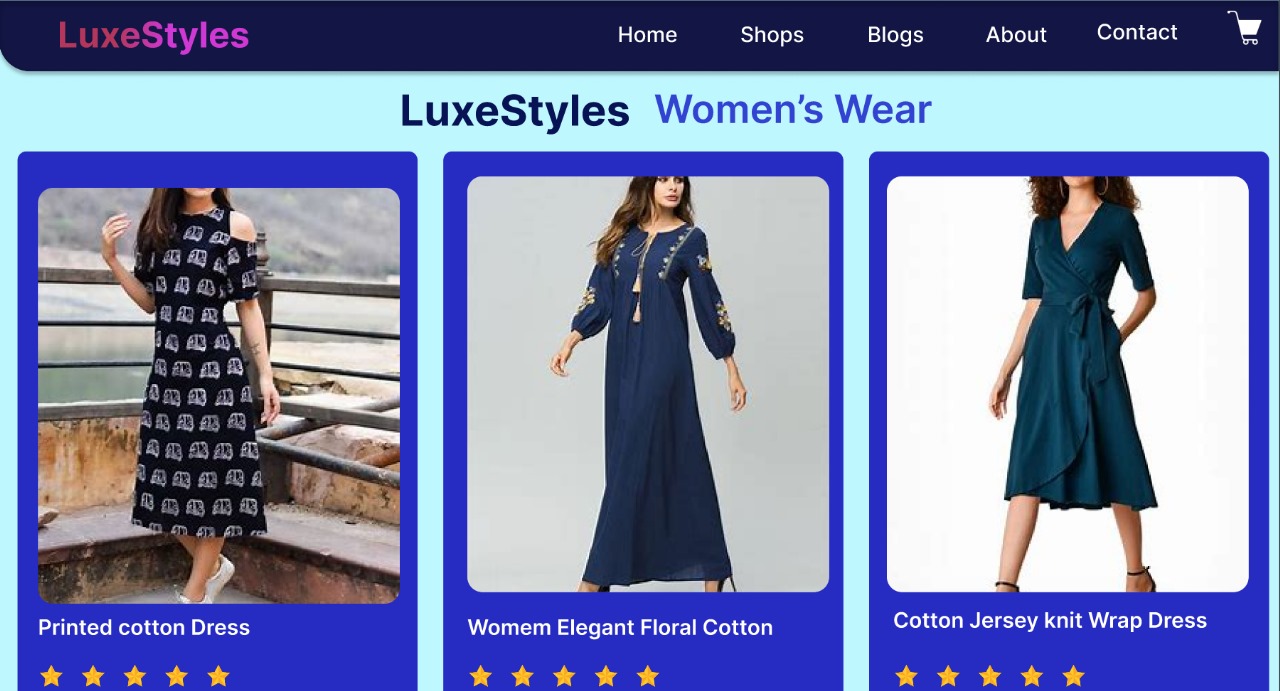 LuxeStyles Home Shops Blogs About Contact
LuxeStyles Women's Wear
Printed cotton Dress
Womem Elegant Floral Cotton
Cotton Jersey knit Wrap Dress